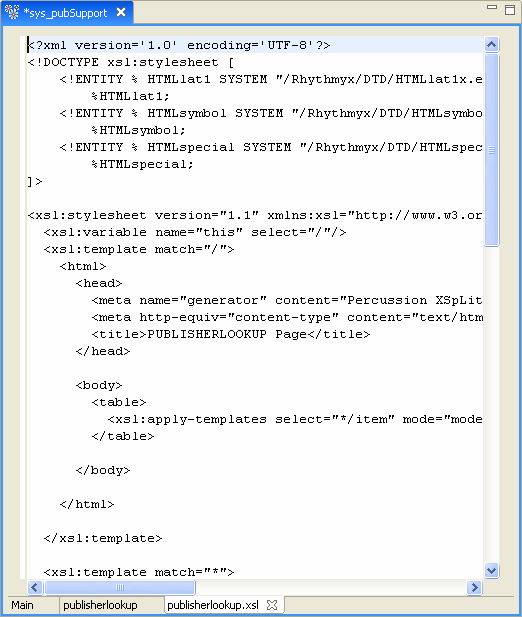 *sys_pubSupport
<?xml version='1.0' encoding='UTF-8'?>
<!DOCTYPE xsl:stylesheet [
    <!ENTITY % HTMLlat1 SYSTEM "/Rhythmyx/DTD/HTMLlat1x.e
        %HTMLlat1;
    <!ENTITY % HTMLsymbol SYSTEM "/Rhythmyx/DTD/HTMLsymbo
        %HTMLsymbol;
    <!ENTITY % HTMLspecial SYSTEM "/Rhythmyx/DTD/HTMLspec
        %HTMLspecial;
]>
<xsl:stylesheet version="1.1" xmlns:xsl="http://www.w3.or
  <xsl:variable name="this" select="/"/>
  <xsl:template match="/">
    <html>
      <head>
        <meta name="generator" content="Percussion XSpLit
        <meta http-equiv="content-type" content="text/htm
        <title>PUBLISHERLOOKUP Page</title>
      </head>
      <body>
        <table>
          <xsl:apply-templates select="*/item" mode="mode
        </table>
      </body>
    </html>
  </xsl:template>
  <xsl:template match="*">
Main publisherlookup publisherlookup.xsl